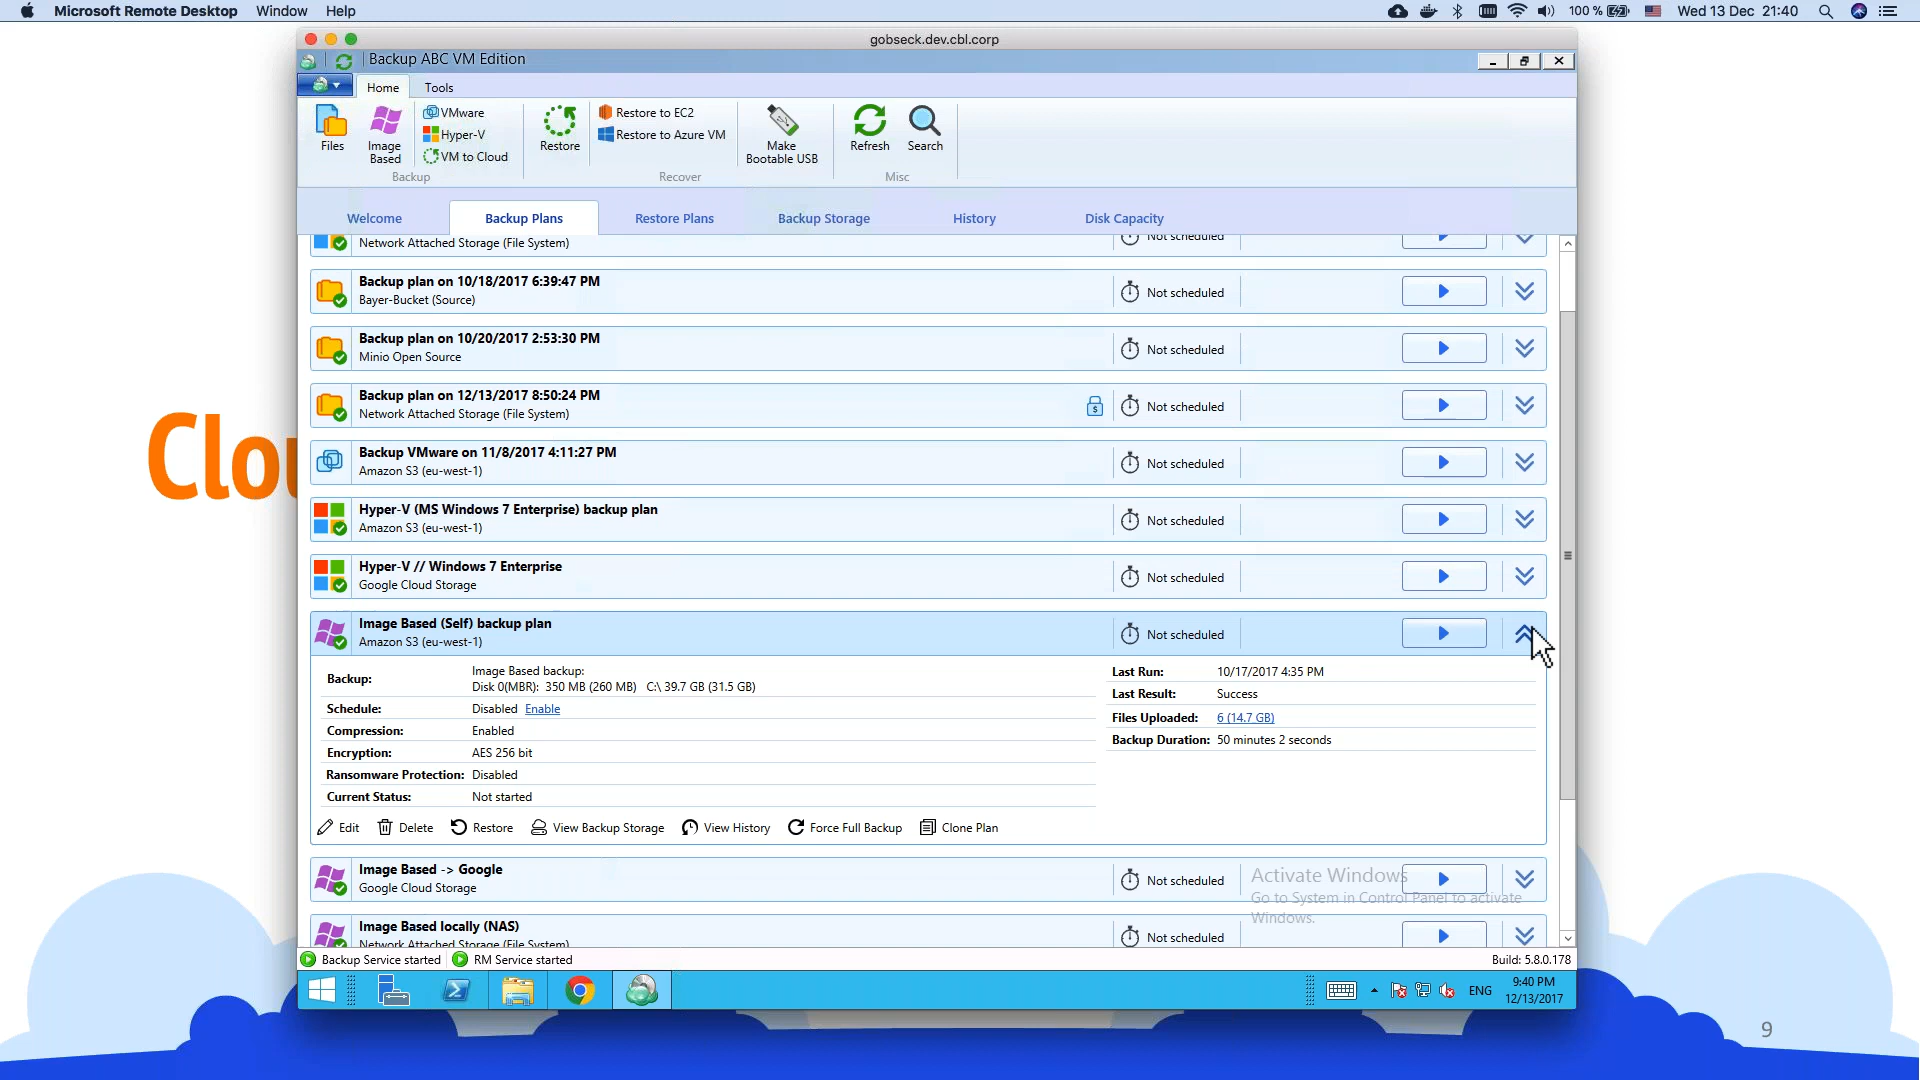 Microsoft Remote Desktop Window Help
100 % Wed 13 Dec 21:40
gobseck.dev.cbl.corp
Backup ABC VM Edition
Home Tools
Files
Image
Based
VMware
Hyper-V
VM to Cloud
Backup
Restore
Restore to EC2
Restore to Azure VM
Recover
Make
Bootable USB
Refresh
Search
Misc
Welcome Backup Plans Restore Plans Backup Storage History Disk Capacity
Network Attached Storage (File System)
Not scheduled
Backup plan on 10/18/2017 6:39:47 PM
Bayer-Bucket (Source)
Not scheduled
Backup plan on 10/20/2017 2:53:30 PM
Minio Open Source
Not scheduled
Backup plan on 12/13/2017 8:50:24 PM
Network Attached Storage (File System)
Not scheduled
Backup VMware on 11/8/2017 4:11:27 PM
Amazon S3 (eu-west-1)
Not scheduled
Hyper-V (MS Windows 7 Enterprise) backup plan
Amazon S3 (eu-west-1)
Not scheduled
Hyper-V // Windows 7 Enterprise
Google Cloud Storage
Not scheduled
Image Based (Self) backup plan
Amazon S3 (eu-west-1)
Not scheduled
Backup: Image Based backup:
Disk 0(MBR): 350 MB (260 MB) C:\ 39.7 GB (31.5 GB)
Schedule: Disabled Enable
Compression: Enabled
Encryption: AES 256 bit
Ransomware Protection: Disabled
Current Status: Not started
Last Run: 10/17/2017 4:35 PM
Last Result: Success
Files Uploaded: 6 (14.7 GB)
Backup Duration: 50 minutes 2 seconds
Edit Delete Restore View Backup Storage View History Force Full Backup Clone Plan
Image Based -> Google
Google Cloud Storage
Not scheduled
Activate Windows
Go to System in Control Panel to activate
Windows.
Image Based locally (NAS)
Network Attached Storage (File System)
Not scheduled
Backup Service started RM Service started Build: 5.8.0.178
ENG
9:40 PM
12/13/2017
Clou
9